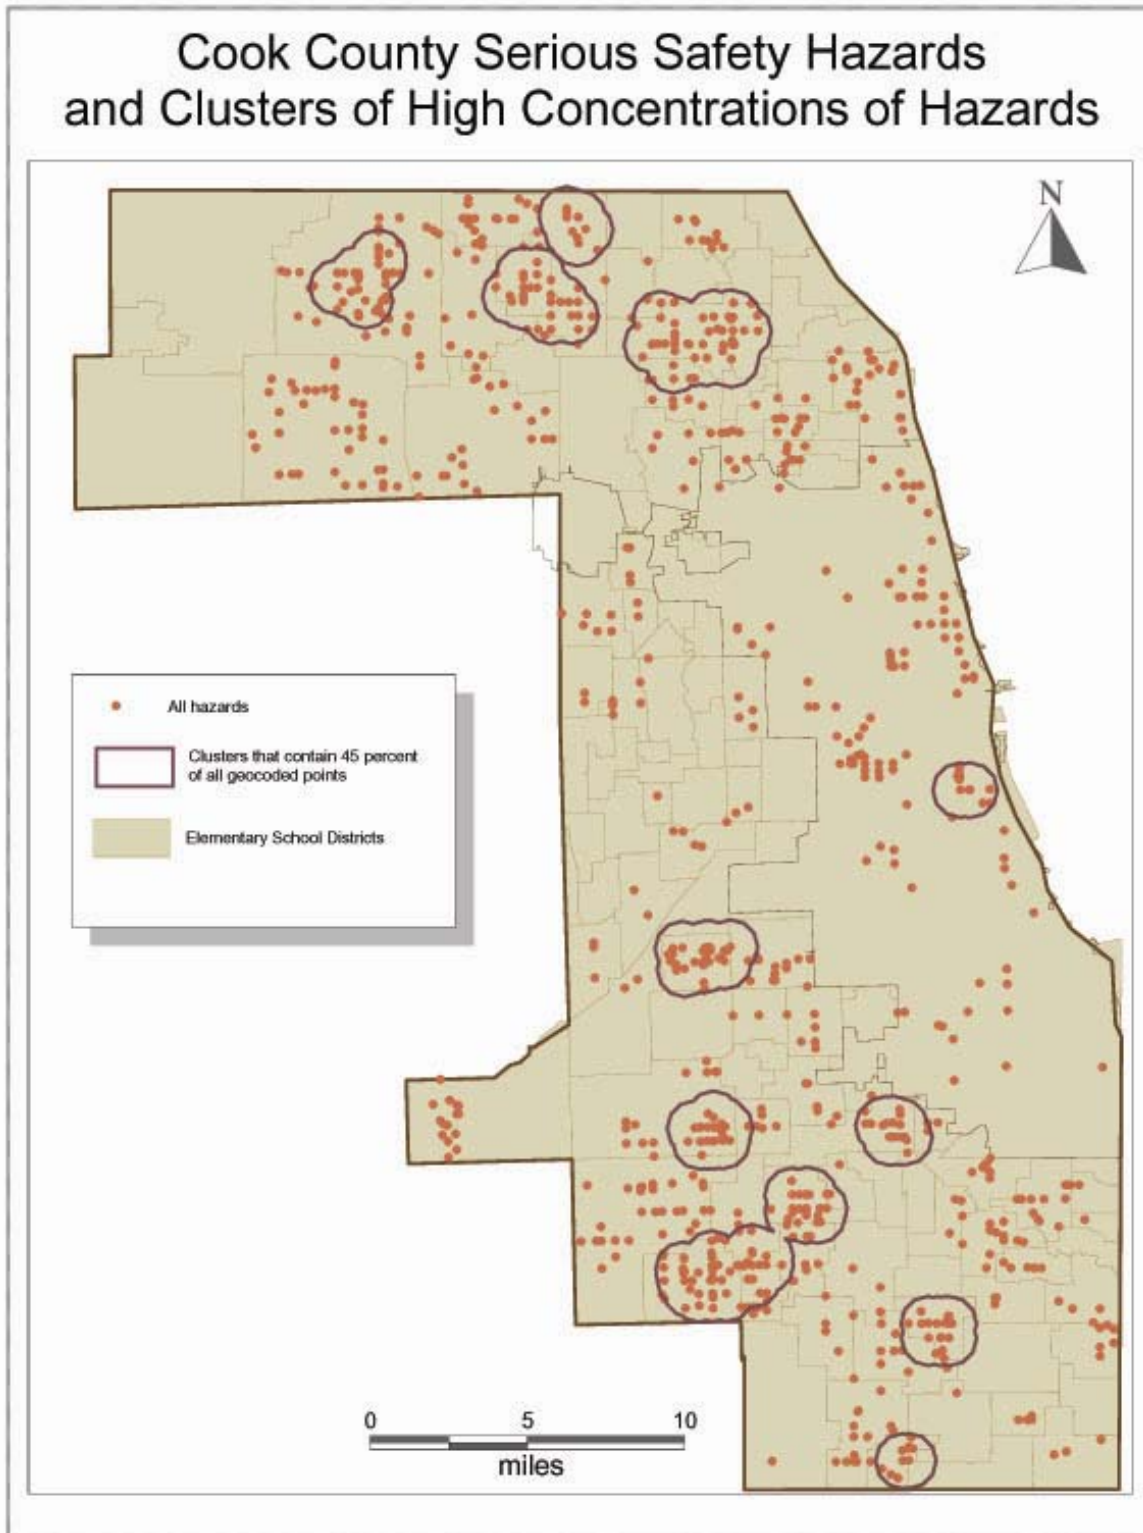 Cook County Serious Safety Hazards
and Clusters of High Concentrations of Hazards
N
All hazards
Clusters that contain 45 percent
of all geocoded points
Elementary School Districts
0 5 10
miles